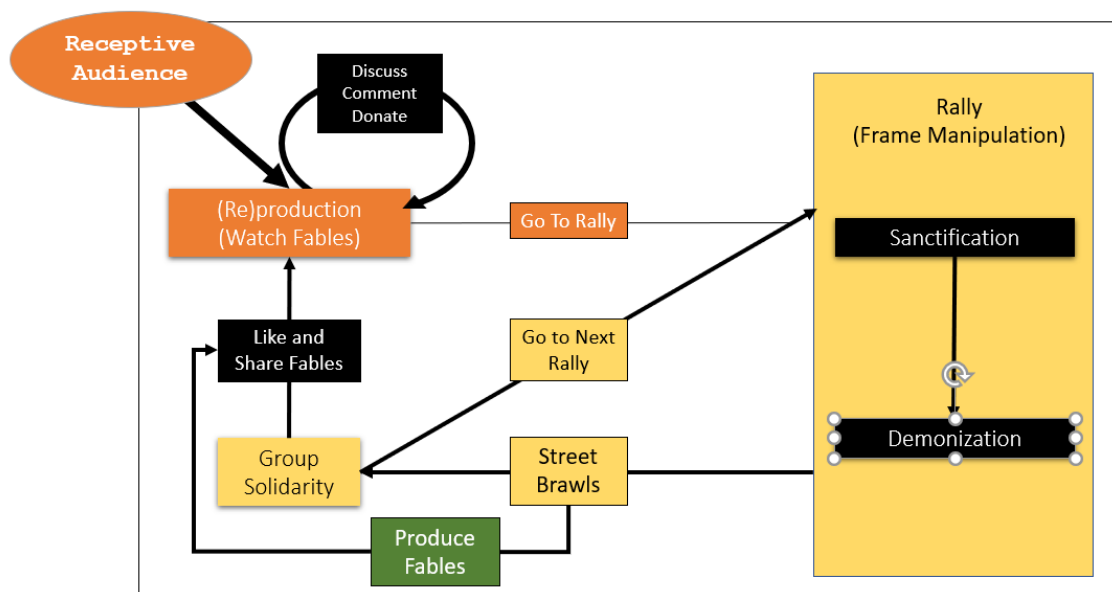 Receptive
Audience
Discuss
Comment
Donate
Rally
(Frame Manipulation)
(Re)production
(Watch Fables)
Go To Rally
Sanctification
Like and
Share Fables
Go to Next
Rally
Demonization
Group
Solidarity
Street
Brawls
Produce
Fables